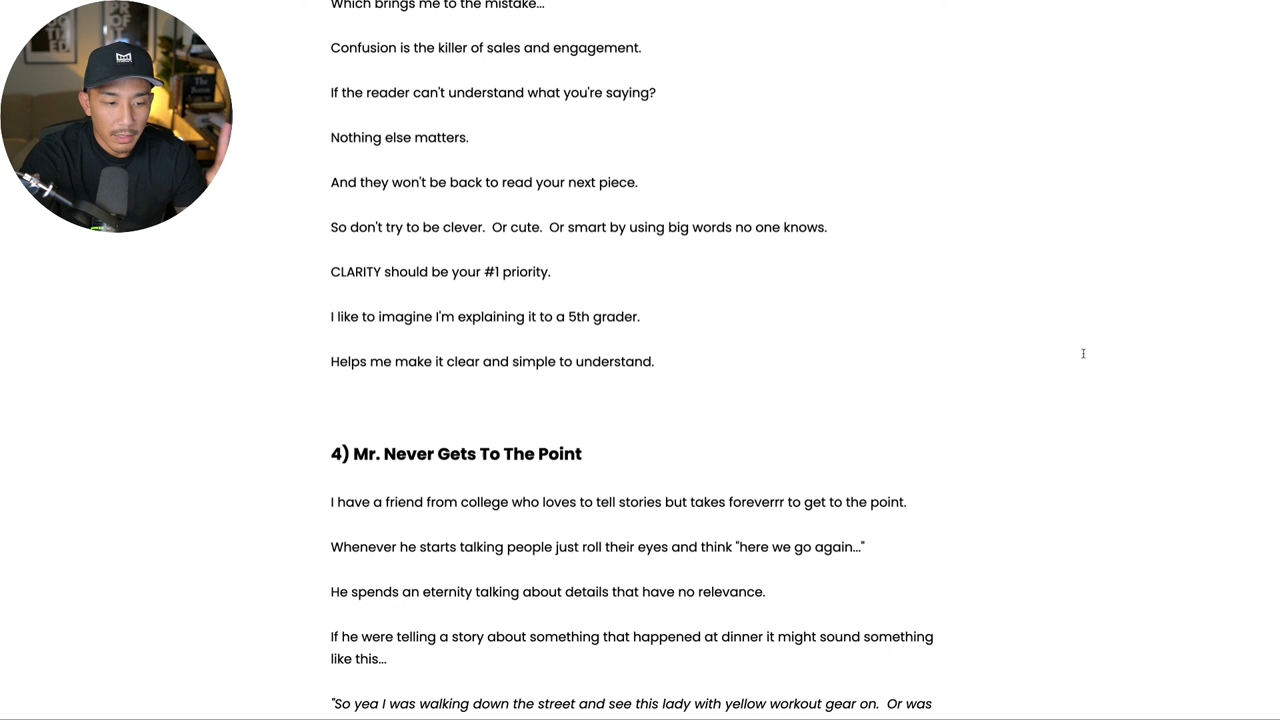 PR
OF
IT
IZED.
The
Which brings me to the mistake...
Confusion is the killer of sales and engagement.
If the reader can't understand what you're saying?
Nothing else matters.
And they won't be back to read your next piece.
So don't try to be clever.  Or cute.  Or smart by using big words no one knows.
CLARITY should be your #1 priority.
I like to imagine I'm explaining it to a 5th grader.
Helps me make it clear and simple to understand.
4) Mr. Never Gets To The Point
I have a friend from college who loves to tell stories but takes foreverrr to get to the point.
Whenever he starts talking people just roll their eyes and think "here we go again..."
He spends an eternity talking about details that have no relevance.
If he were telling a story about something that happened at dinner it might sound something
like this...
"So yea I was walking down the street and see this lady with yellow workout gear on.  Or was